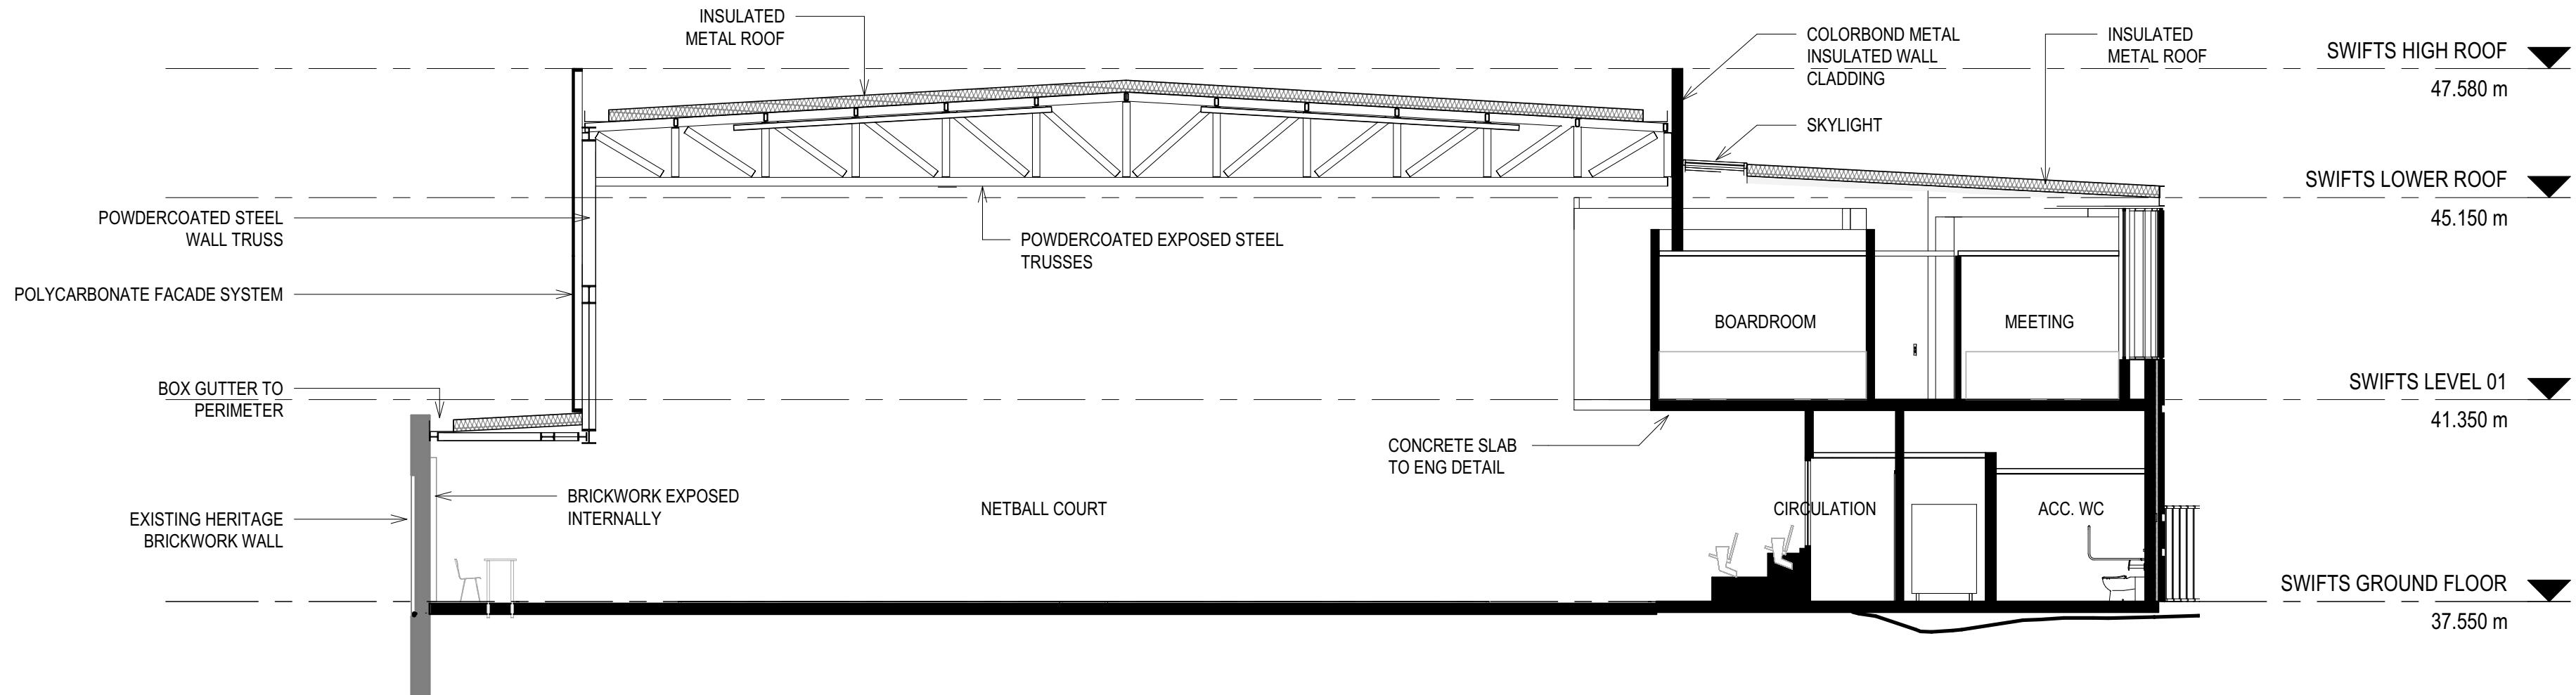 INSULATED
METAL ROOF
COLORBOND METAL
INSULATED WALL
CLADDING
INSULATED
METAL ROOF
SWIFTS HIGH ROOF
47.580 m
SKYLIGHT
SWIFTS LOWER ROOF
45.150 m
POWDERCOATED STEEL
WALL TRUSS
POWDERCOATED EXPOSED STEEL
TRUSSES
POLYCARBONATE FACADE SYSTEM
BOARDROOM
MEETING
BOX GUTTER TO
PERIMETER
SWIFTS LEVEL 01
41.350 m
CONCRETE SLAB
TO ENG DETAIL
BRICKWORK EXPOSED
INTERNALLY
EXISTING HERITAGE
BRICKWORK WALL
NETBALL COURT
CIRCULATION
ACC. WC
SWIFTS GROUND FLOOR
37.550 m